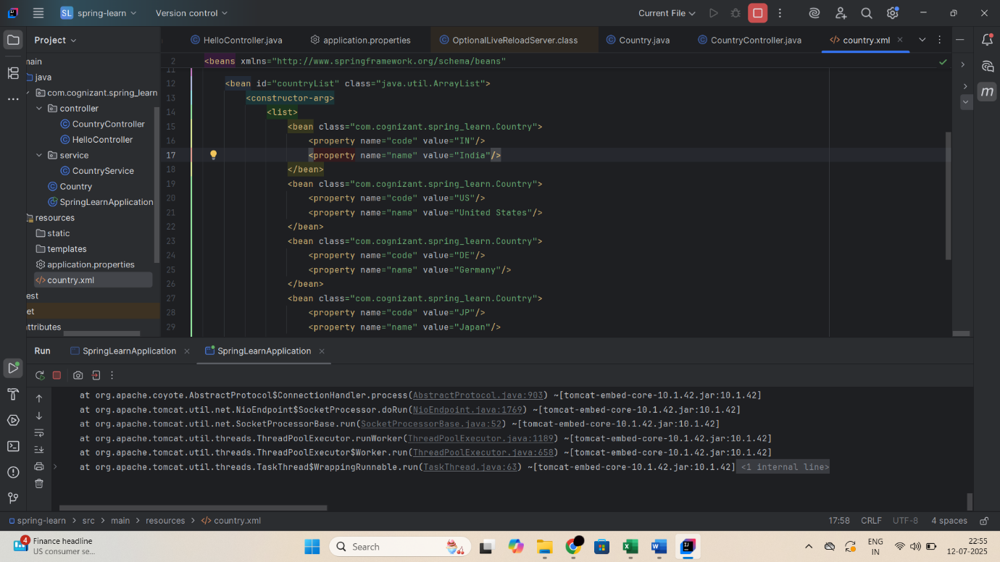 SL spring-learn Version control Current File
Project
HelloController.java application.properties OptionalLiveReloadServer.class Country.java CountryController.java country.xml
main
java
com.cognizant.spring_learn
controller
CountryController
HelloController
service
CountryService
Country
SpringLearnApplication
resources
static
templates
application.properties
country.xml
est
et
attributes
2 <beans xmlns="http://www.springframework.org/schema/beans"
11
12 <bean id="countryList" class="java.util.ArrayList">
13 <constructor-arg>
14 <list>
15 <bean class="com.cognizant.spring_learn.Country">
16 <property name="code" value="IN"/>
17 <property name="name" value="India"/>
18 </bean>
19 <bean class="com.cognizant.spring_learn.Country">
20 <property name="code" value="US"/>
21 <property name="name" value="United States"/>
22 </bean>
23 <bean class="com.cognizant.spring_learn.Country">
24 <property name="code" value="DE"/>
25 <property name="name" value="Germany"/>
26 </bean>
27 <bean class="com.cognizant.spring_learn.Country">
28 <property name="code" value="JP"/>
29 <property name="name" value="Japan"/>
Run SpringLearnApplication SpringLearnApplication
at org.apache.coyote.AbstractProtocol$ConnectionHandler.process(AbstractProtocol.java:903) ~[tomcat-embed-core-10.1.42.jar:10.1.42]
at org.apache.tomcat.util.net.NioEndpoint$SocketProcessor.doRun(NioEndpoint.java:1769) ~[tomcat-embed-core-10.1.42.jar:10.1.42]
at org.apache.tomcat.util.net.SocketProcessorBase.run(SocketProcessorBase.java:52) ~[tomcat-embed-core-10.1.42.jar:10.1.42]
at org.apache.tomcat.util.threads.ThreadPoolExecutor.runWorker(ThreadPoolExecutor.java:1189) ~[tomcat-embed-core-10.1.42.jar:10.1.42]
at org.apache.tomcat.util.threads.ThreadPoolExecutor$Worker.run(ThreadPoolExecutor.java:658) ~[tomcat-embed-core-10.1.42.jar:10.1.42]
at org.apache.tomcat.util.threads.TaskThread$WrappingRunnable.run(TaskThread.java:63) ~[tomcat-embed-core-10.1.42.jar:10.1.42] <1 internal line>
spring-learn > src > main > resources > country.xml 17:58 CRLF UTF-8 4 spaces
4 Finance headline
US consumer se...
Search
ENG
IN
22:55
12-07-2025